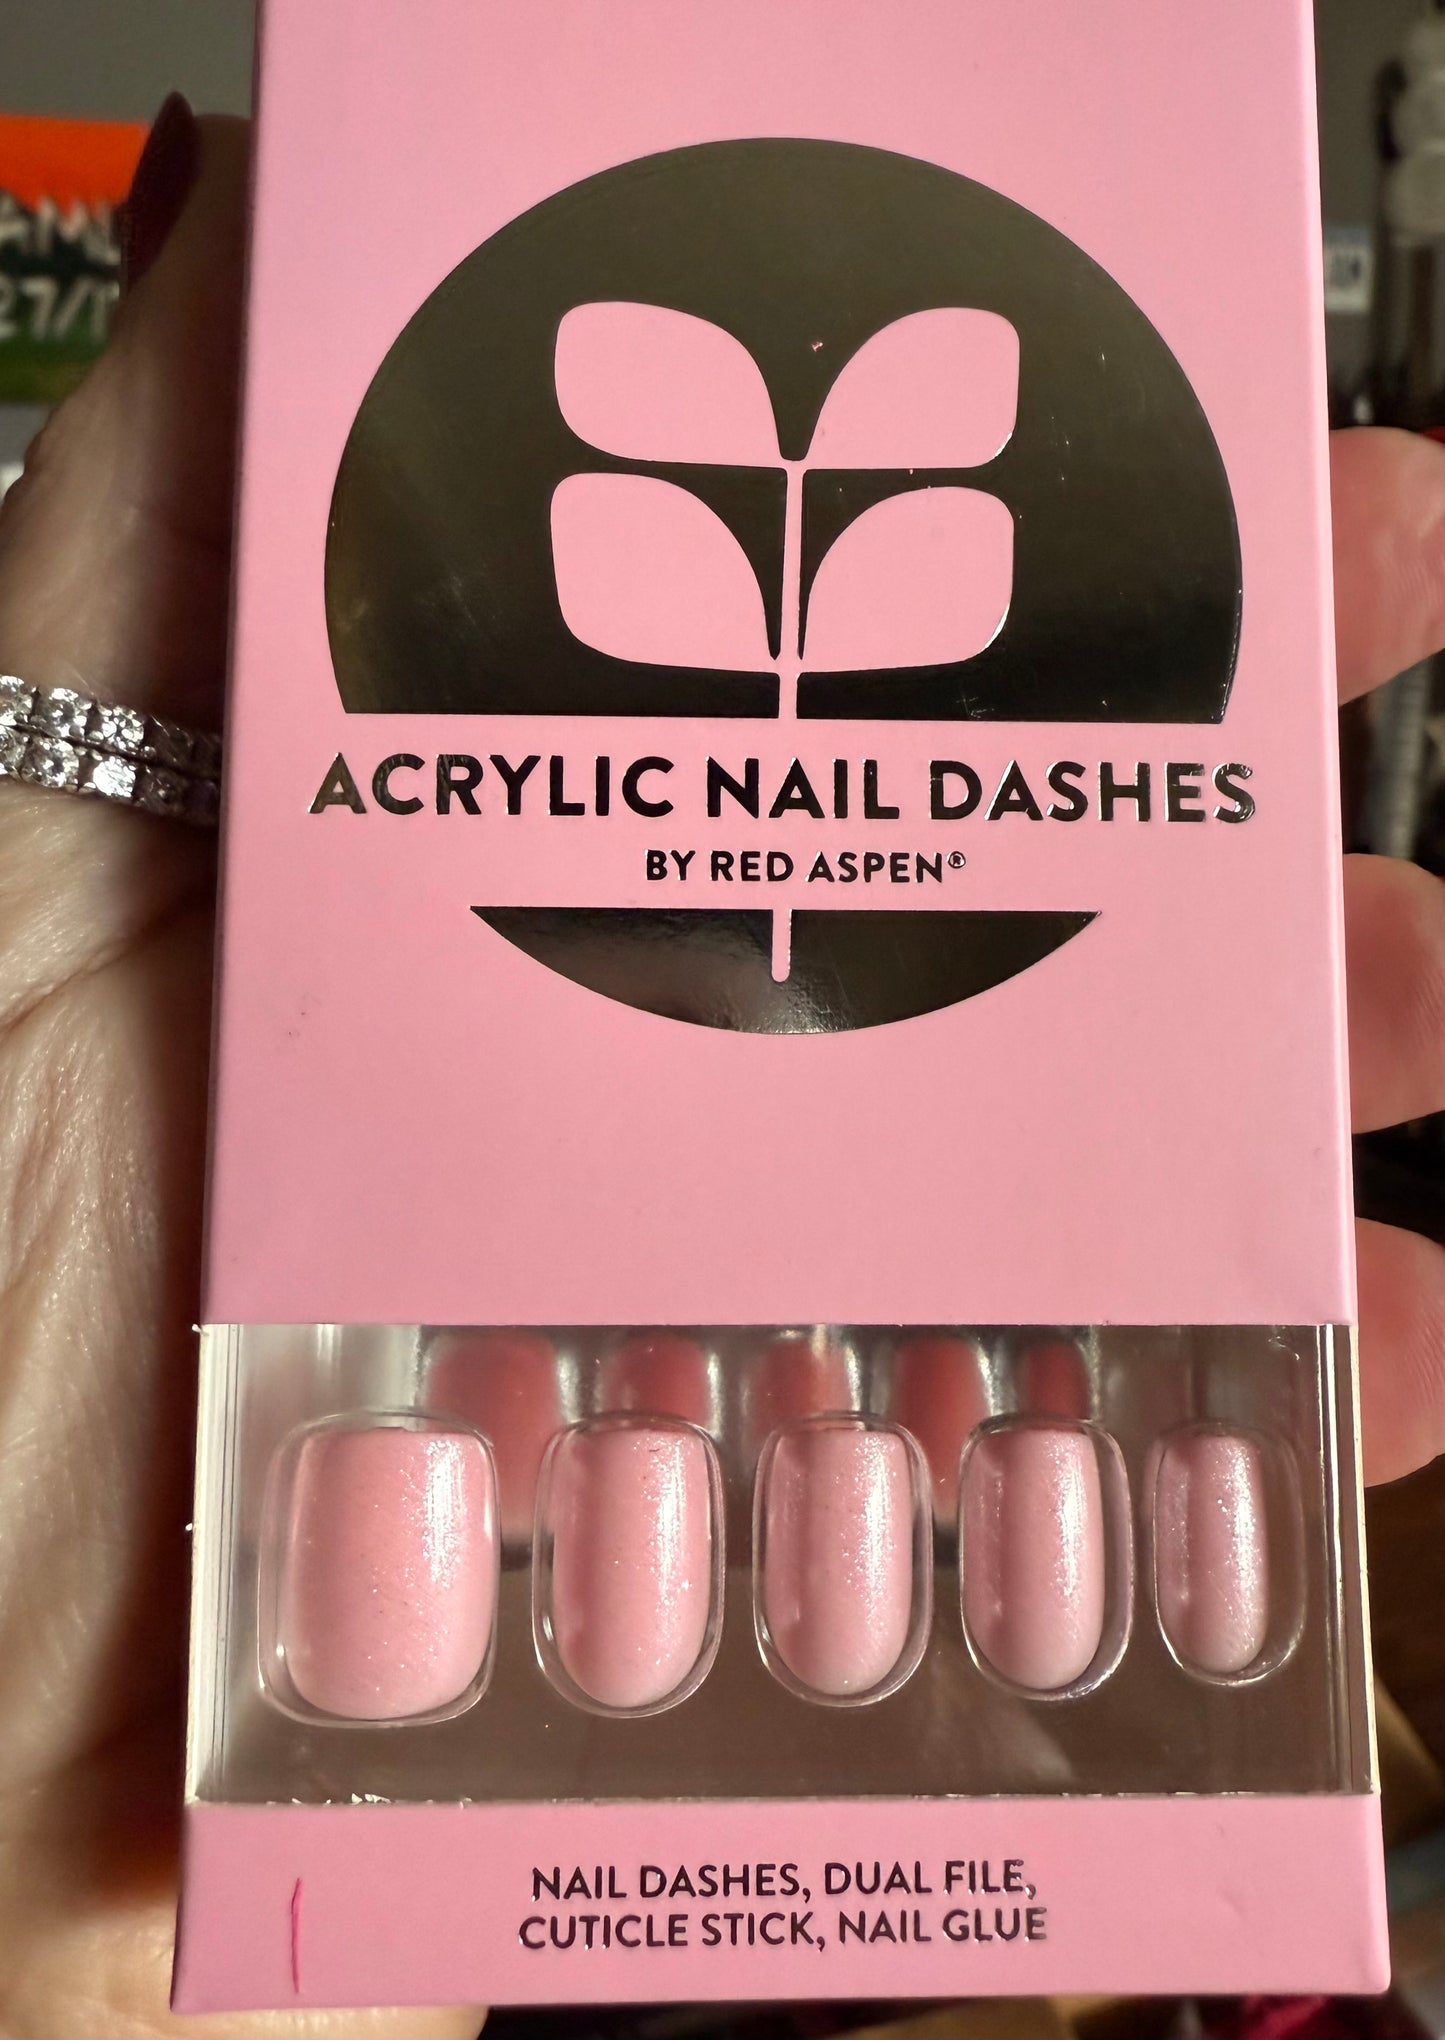 ACRYLIC NAIL DASHES
BY RED ASPEN®
NAIL DASHES, DUAL FILE,
CUTICLE STICK, NAIL GLUE